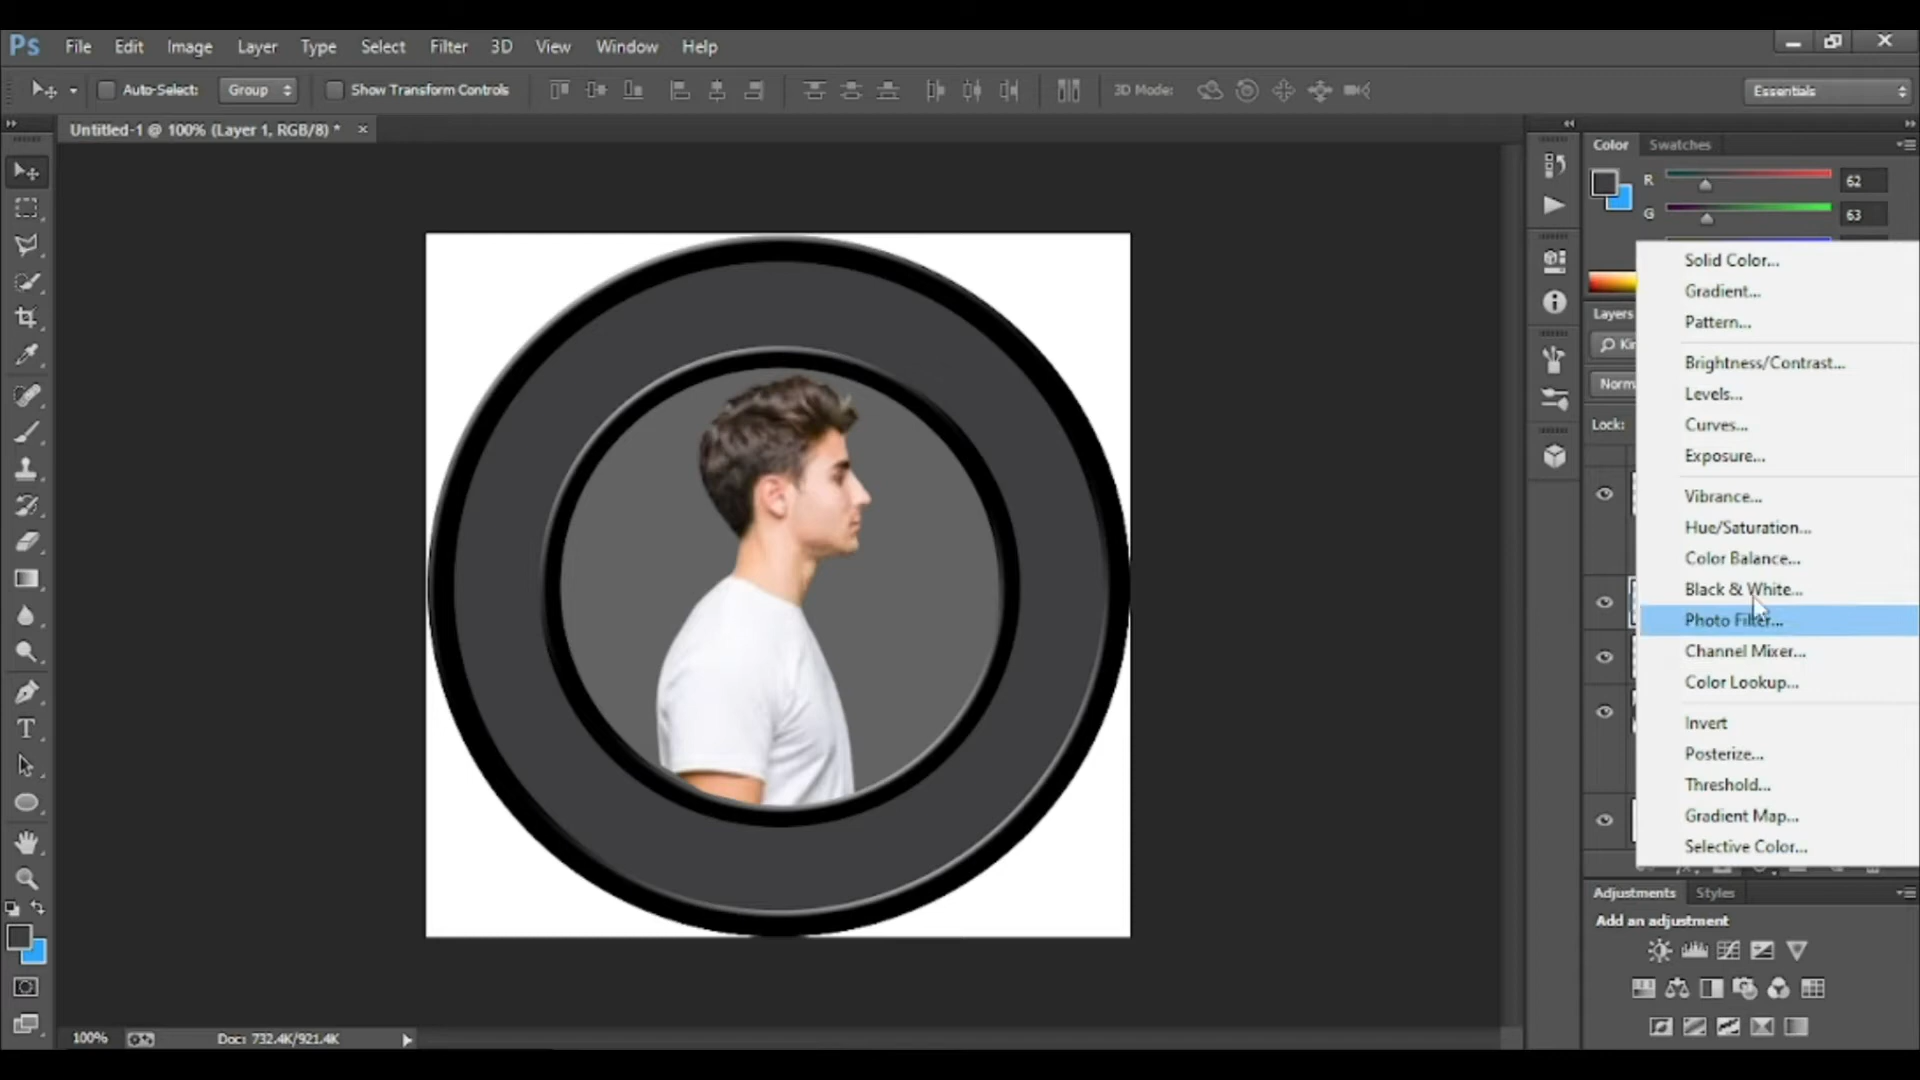 Ps File Edit Image Layer Type Select Filter 3D View Window Help
Auto-Select: Group Show Transform Controls 3D Mode: Essentials
Untitled-1 @ 100% (Layer 1, RGB/8) *
Color Swatches
R 62
G 63
Solid Color...
Gradient...
Layers
Pattern...
Brightness/Contrast...
Levels...
Lock:
Curves...
Exposure...
Vibrance...
Hue/Saturation...
Color Balance...
Black & White...
Photo Filter...
Channel Mixer...
Color Lookup...
Invert
Posterize...
Threshold...
Gradient Map...
Selective Color...
Adjustments Styles
Add an adjustment
100% Doc: 732.4K/921.4K